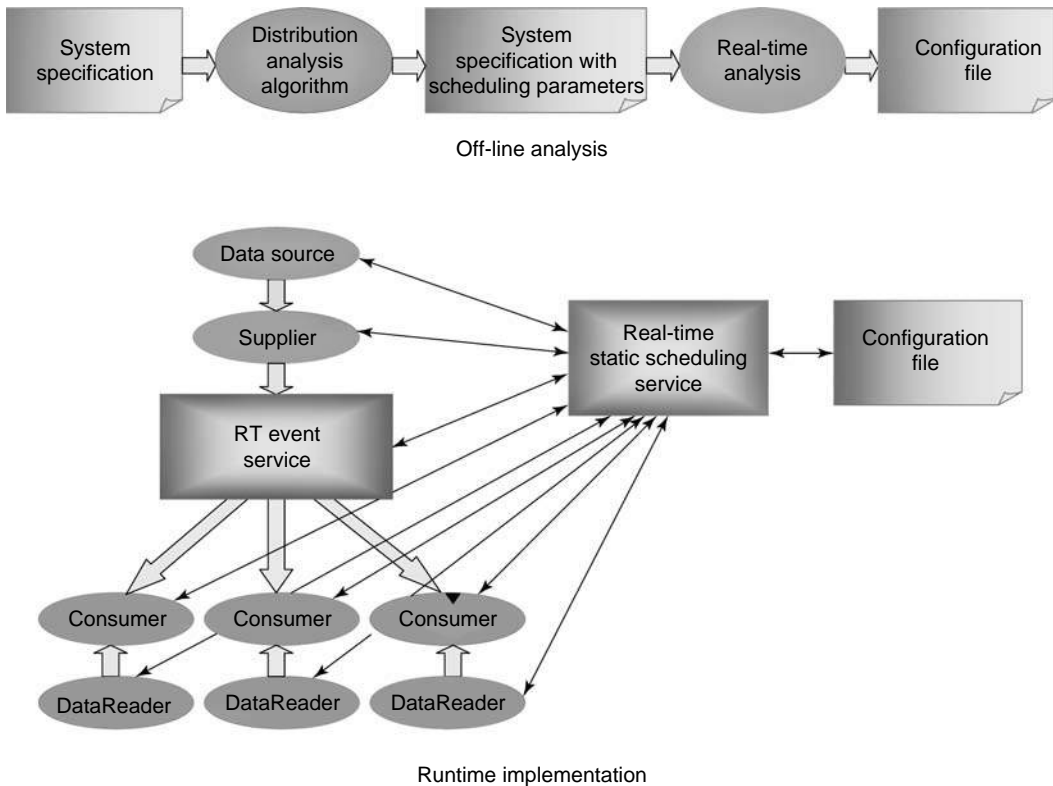 System
specification
Distribution
analysis
algorithm
System
specification with
scheduling parameters
Real-time
analysis
Configuration
file
Off-line analysis
Data source
Supplier
RT event
service
Real-time
static scheduling
service
Configuration
file
Consumer
Consumer
Consumer
DataReader
DataReader
DataReader
Runtime implementation